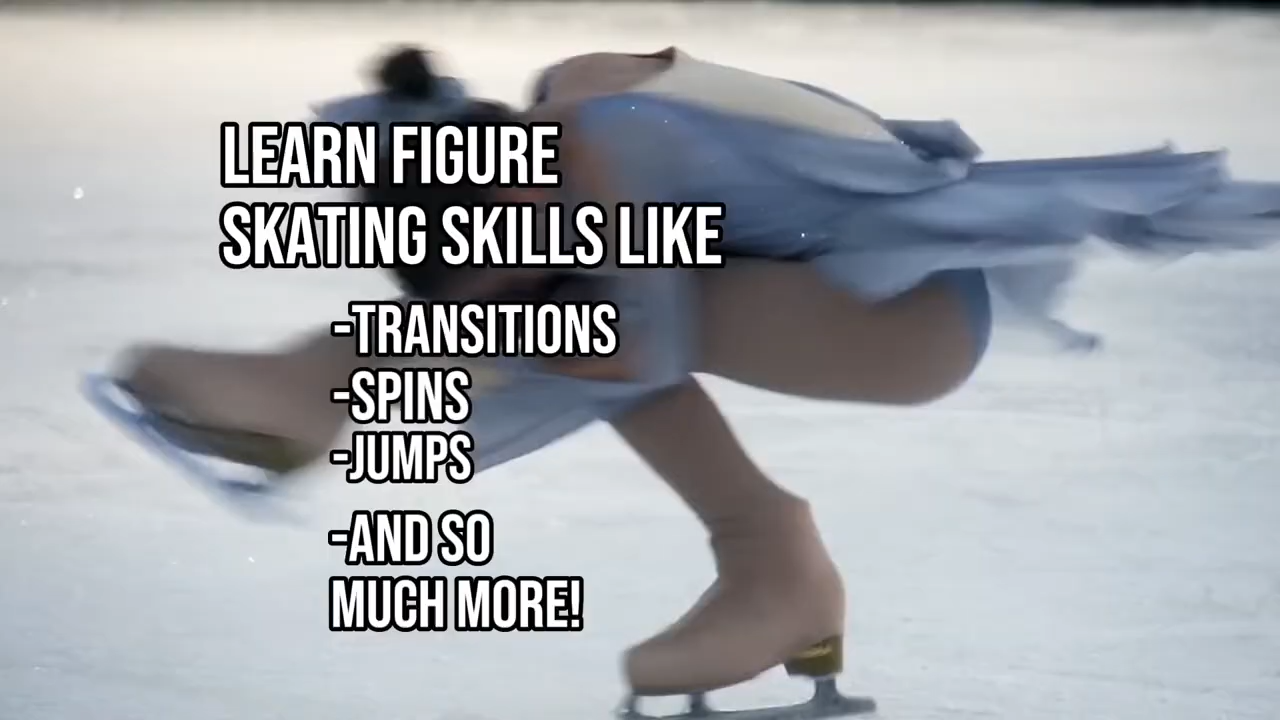 LEARN FIGURE
SKATING SKILLS LIKE
-TRANSITIONS
-SPINS
-JUMPS
-AND SO
MUCH MORE!